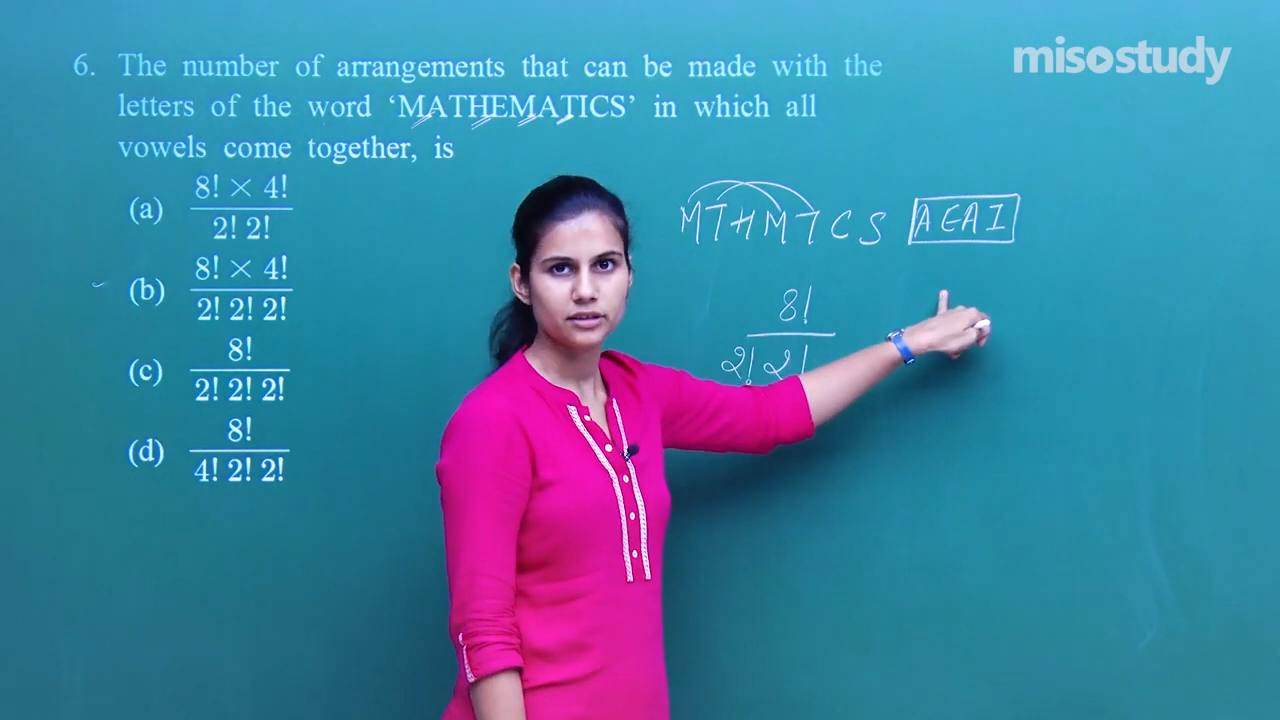 misostudy
6. The number of arrangements that can be made with the
letters of the word ‘MATHEMATICS’ in which all
vowels come together, is
(a) 8! × 4! / 2! 2!
(b) 8! × 4! / 2! 2! 2!
(c) 8! / 2! 2! 2!
(d) 8! / 4! 2! 2!
M T H M T C S A E A I
8!
2! 2!